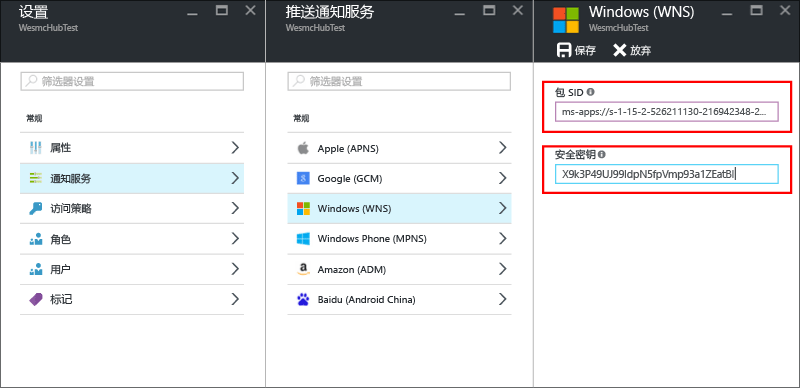 设置
WesmcHubTest
筛选器设置
常规
属性
通知服务
访问策略
角色
用户
标记
推送通知服务
WesmcHubTest
筛选器设置
常规
Apple (APNS)
Google (GCM)
Windows (WNS)
Windows Phone (MPNS)
Amazon (ADM)
Baidu (Android China)
Windows (WNS)
WesmcHubTest
保存 放弃
包 SID
ms-apps://s-1-15-2-526211130-216942348-2...
安全密钥
X9k3P49UJ99IdpN5fpVmp93a1ZEatBI